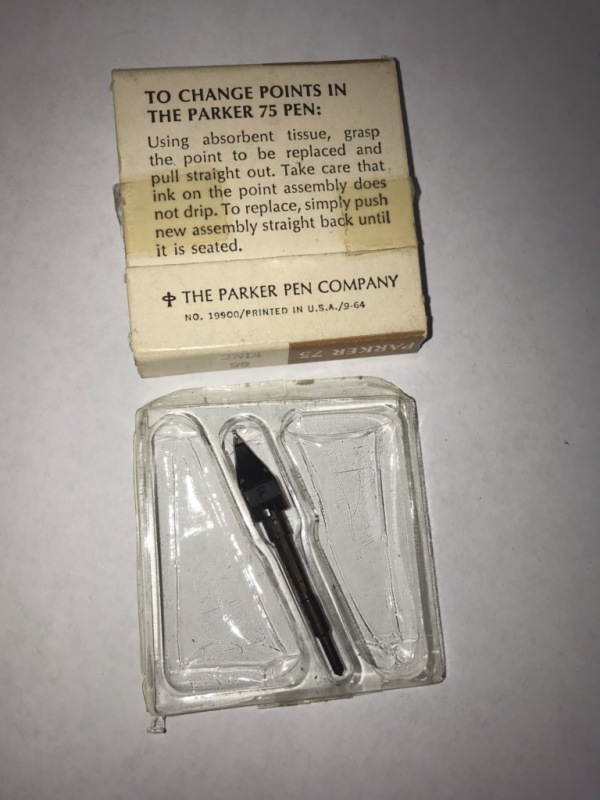 TO CHANGE POINTS IN
THE PARKER 75 PEN:
Using absorbent tissue, grasp
the point to be replaced and
pull straight out. Take care that
ink on the point assembly does
not drip. To replace, simply push
new assembly straight back until
it is seated.
THE PARKER PEN COMPANY
NO. 19900/PRINTED IN U.S.A./9-64
PARKER 75
66
FINE